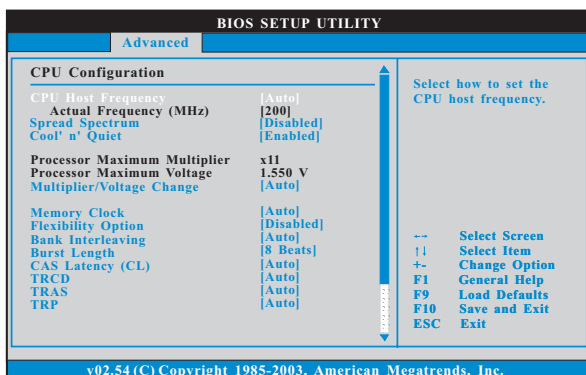 BIOS SETUP UTILITY
Advanced
CPU Configuration
CPU Host Frequency [Auto]
Actual Frequency (MHz) [200]
Spread Spectrum [Disabled]
Cool' n' Quiet [Enabled]
Processor Maximum Multiplier x11
Processor Maximum Voltage 1.550 V
Multiplier/Voltage Change [Auto]
Memory Clock [Auto]
Flexibility Option [Disabled]
Bank Interleaving [Auto]
Burst Length [8 Beats]
CAS Latency (CL) [Auto]
TRCD [Auto]
TRAS [Auto]
TRP [Auto]
Select how to set the
CPU host frequency.
←→ Select Screen
↑↓ Select Item
+- Change Option
F1 General Help
F9 Load Defaults
F10 Save and Exit
ESC Exit
v02.54 (C) Copyright 1985-2003, American Megatrends, Inc.